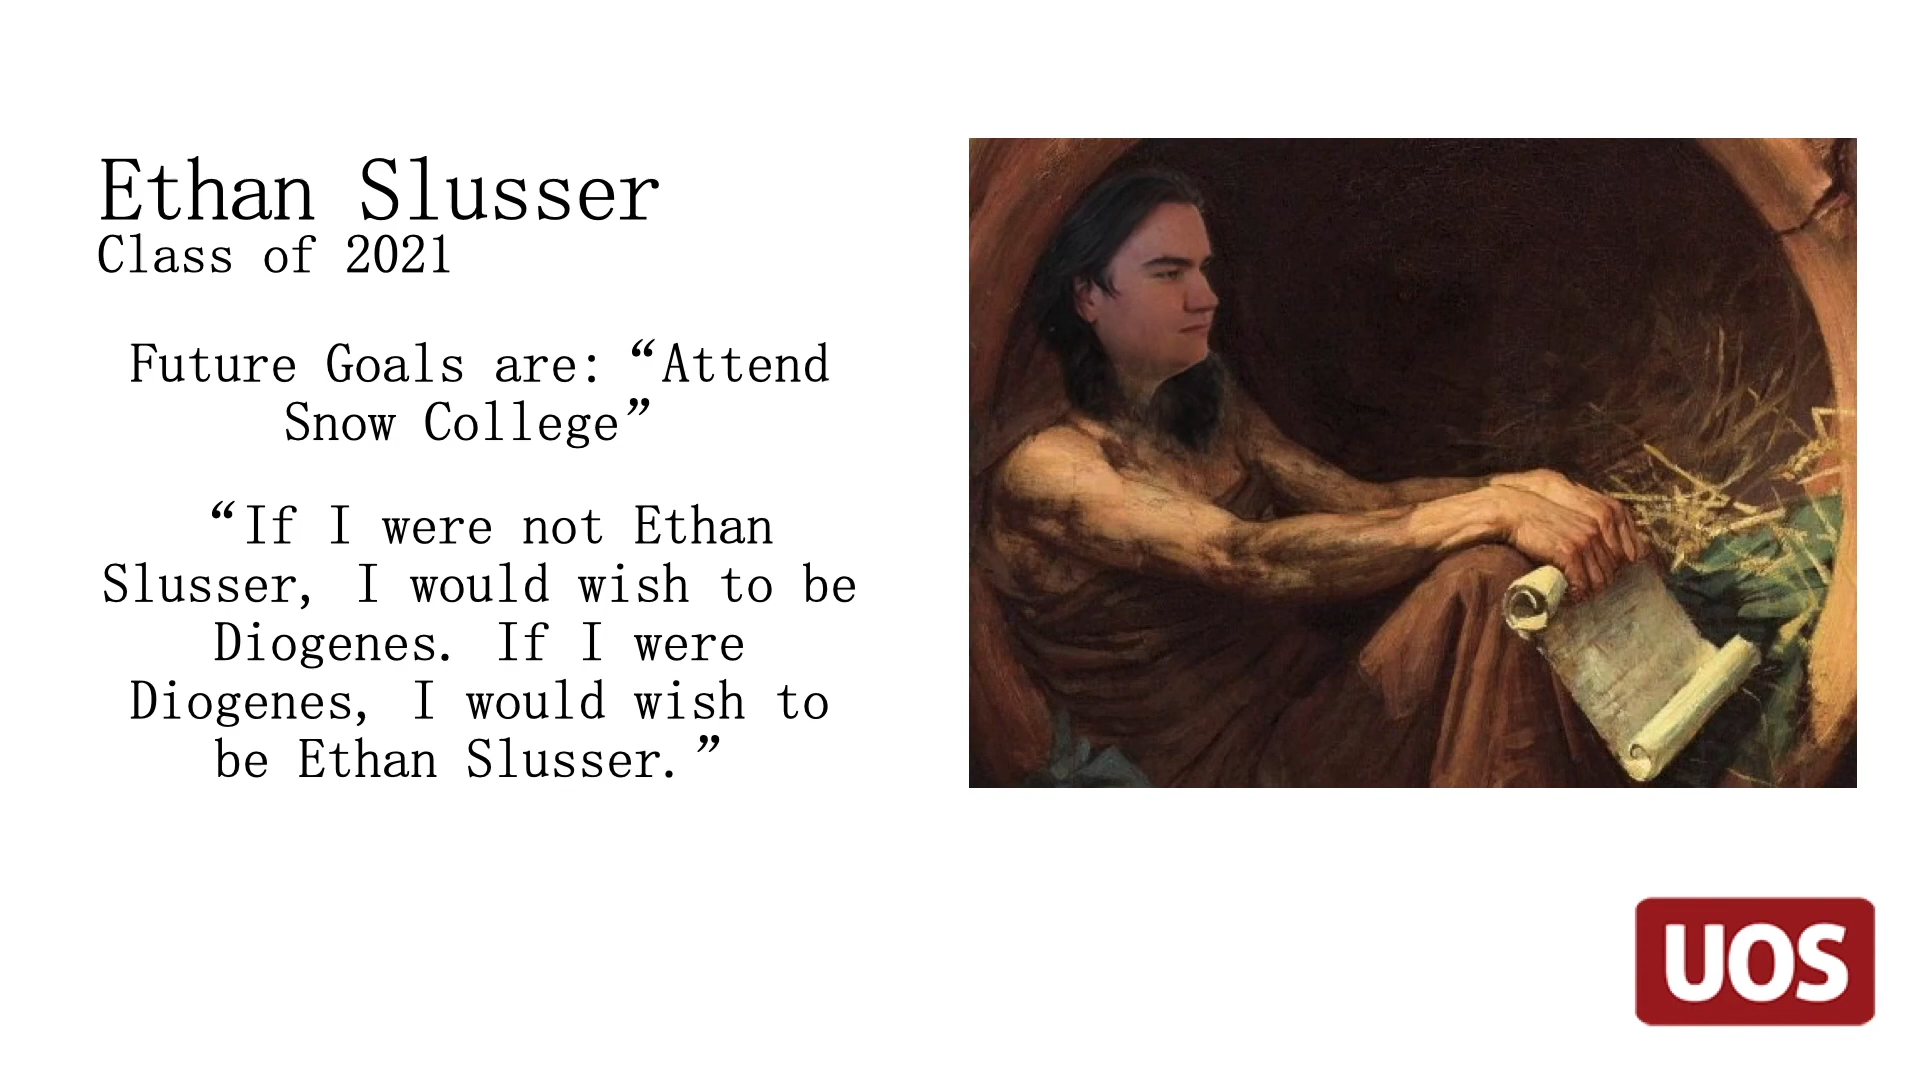 Ethan Slusser
Class of 2021
Future Goals are: “Attend
Snow College”
“If I were not Ethan
Slusser, I would wish to be
Diogenes. If I were
Diogenes, I would wish to
be Ethan Slusser.”
UOS